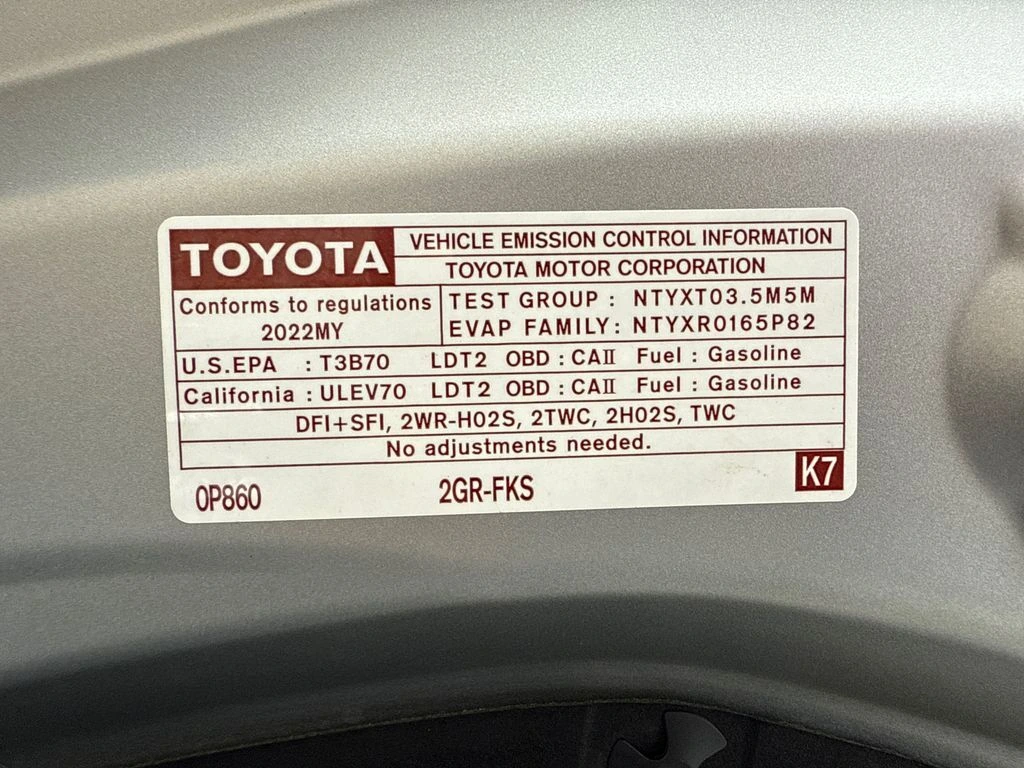 TOYOTA
VEHICLE EMISSION CONTROL INFORMATION
TOYOTA MOTOR CORPORATION
Conforms to regulations
2022MY
TEST GROUP : NTYXT03.5M5M
EVAP FAMILY: NTYXR0165P82
U.S.EPA : T3B70 LDT2 OBD : CAⅡ Fuel : Gasoline
California : ULEV70 LDT2 OBD : CAⅡ Fuel : Gasoline
DFI+SFI, 2WR-HO2S, 2TWC, 2HO2S, TWC
No adjustments needed.
0P860 2GR-FKS K7